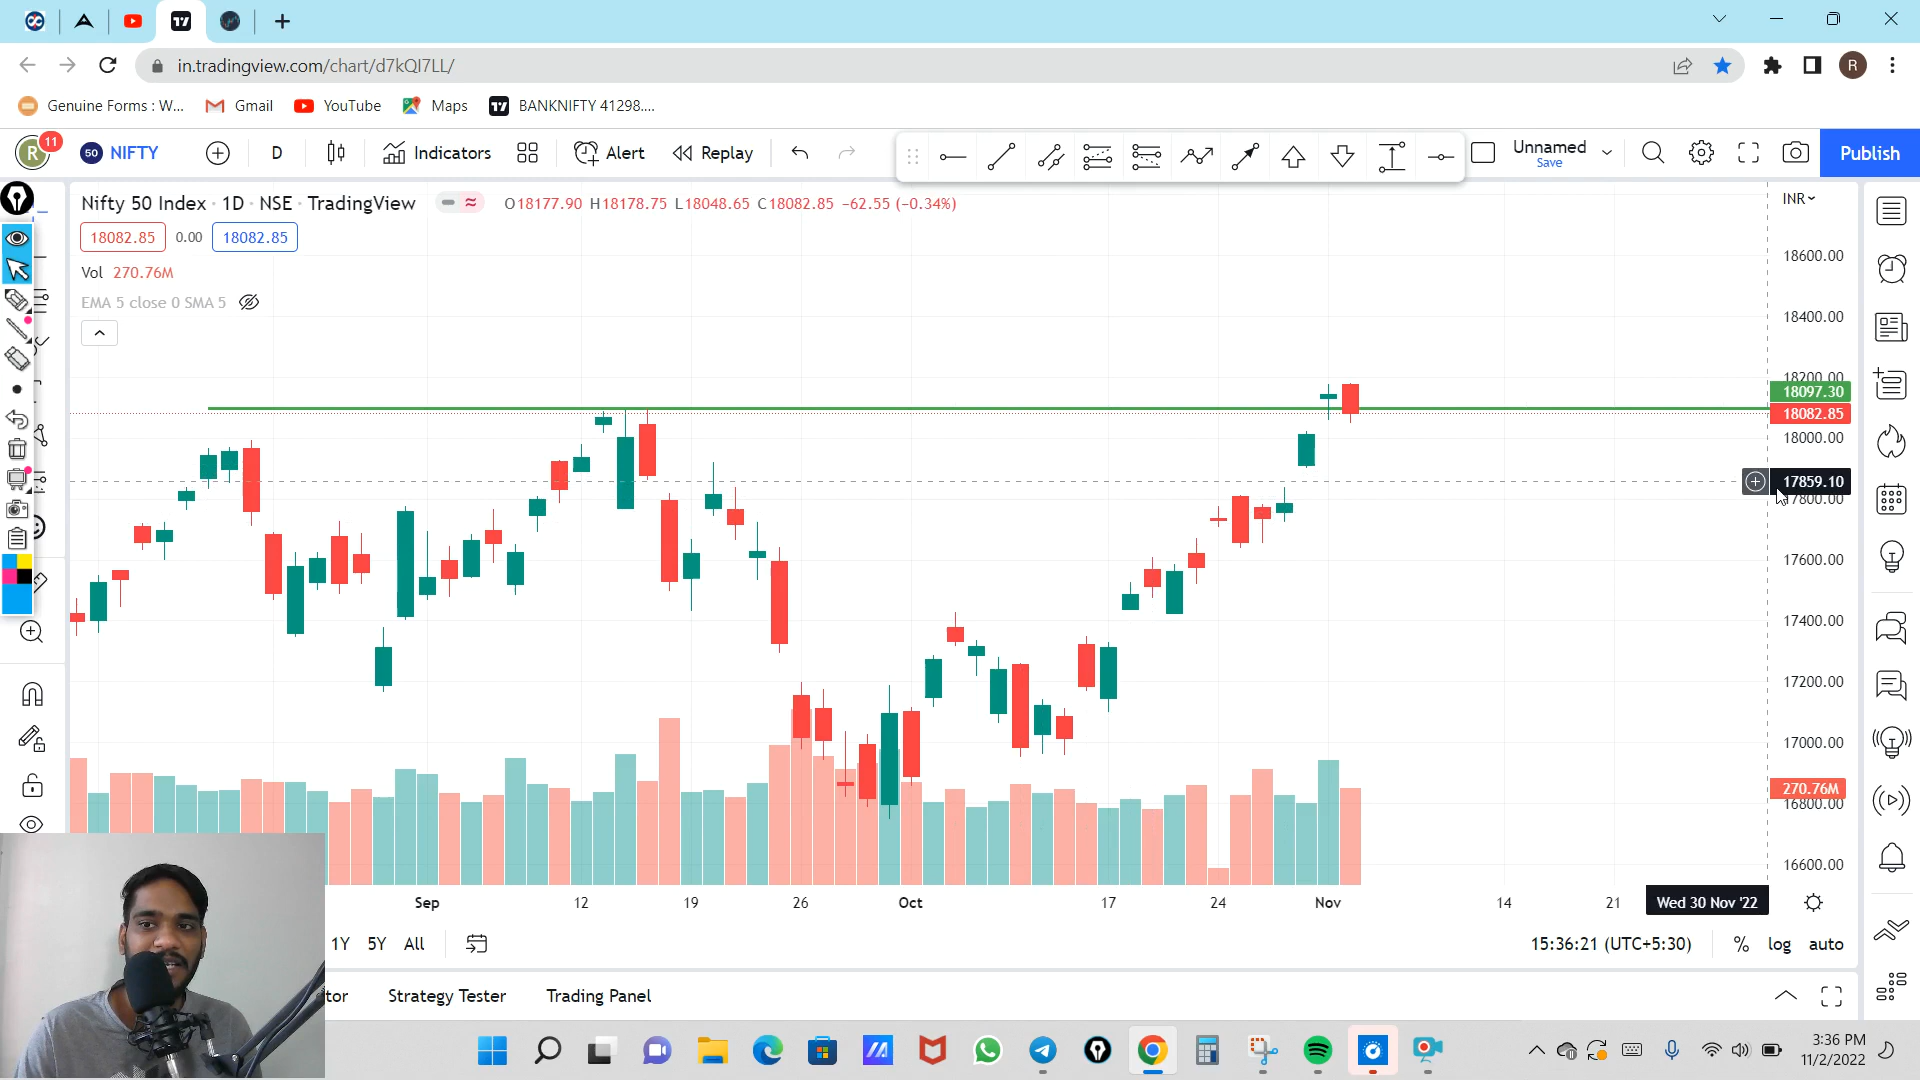 in.tradingview.com/chart/d7kQI7LL/
R
Genuine Forms : W...
Gmail
YouTube
Maps
BANKNIFTY 41298....
R
11
50
NIFTY
D
Indicators
Alert
Replay
Unnamed
Save
Publish
Nifty 50 Index · 1D · NSE · TradingView
O18177.90 H18178.75 L18048.65 C18082.85 −62.55 (−0.34%)
INR
18082.85
0.00
18082.85
Vol 270.76M
EMA 5 close 0 SMA 5
18600.00
18400.00
18200.00
18097.30
18082.85
18000.00
17859.10
17800.00
17600.00
17400.00
17200.00
17000.00
270.76M
16800.00
16600.00
Sep
12
19
26
Oct
17
24
Nov
14
21
Wed 30 Nov '22
1Y
5Y
All
15:36:21 (UTC+5:30)
%
log
auto
tor
Strategy Tester
Trading Panel
3:36 PM
11/2/2022